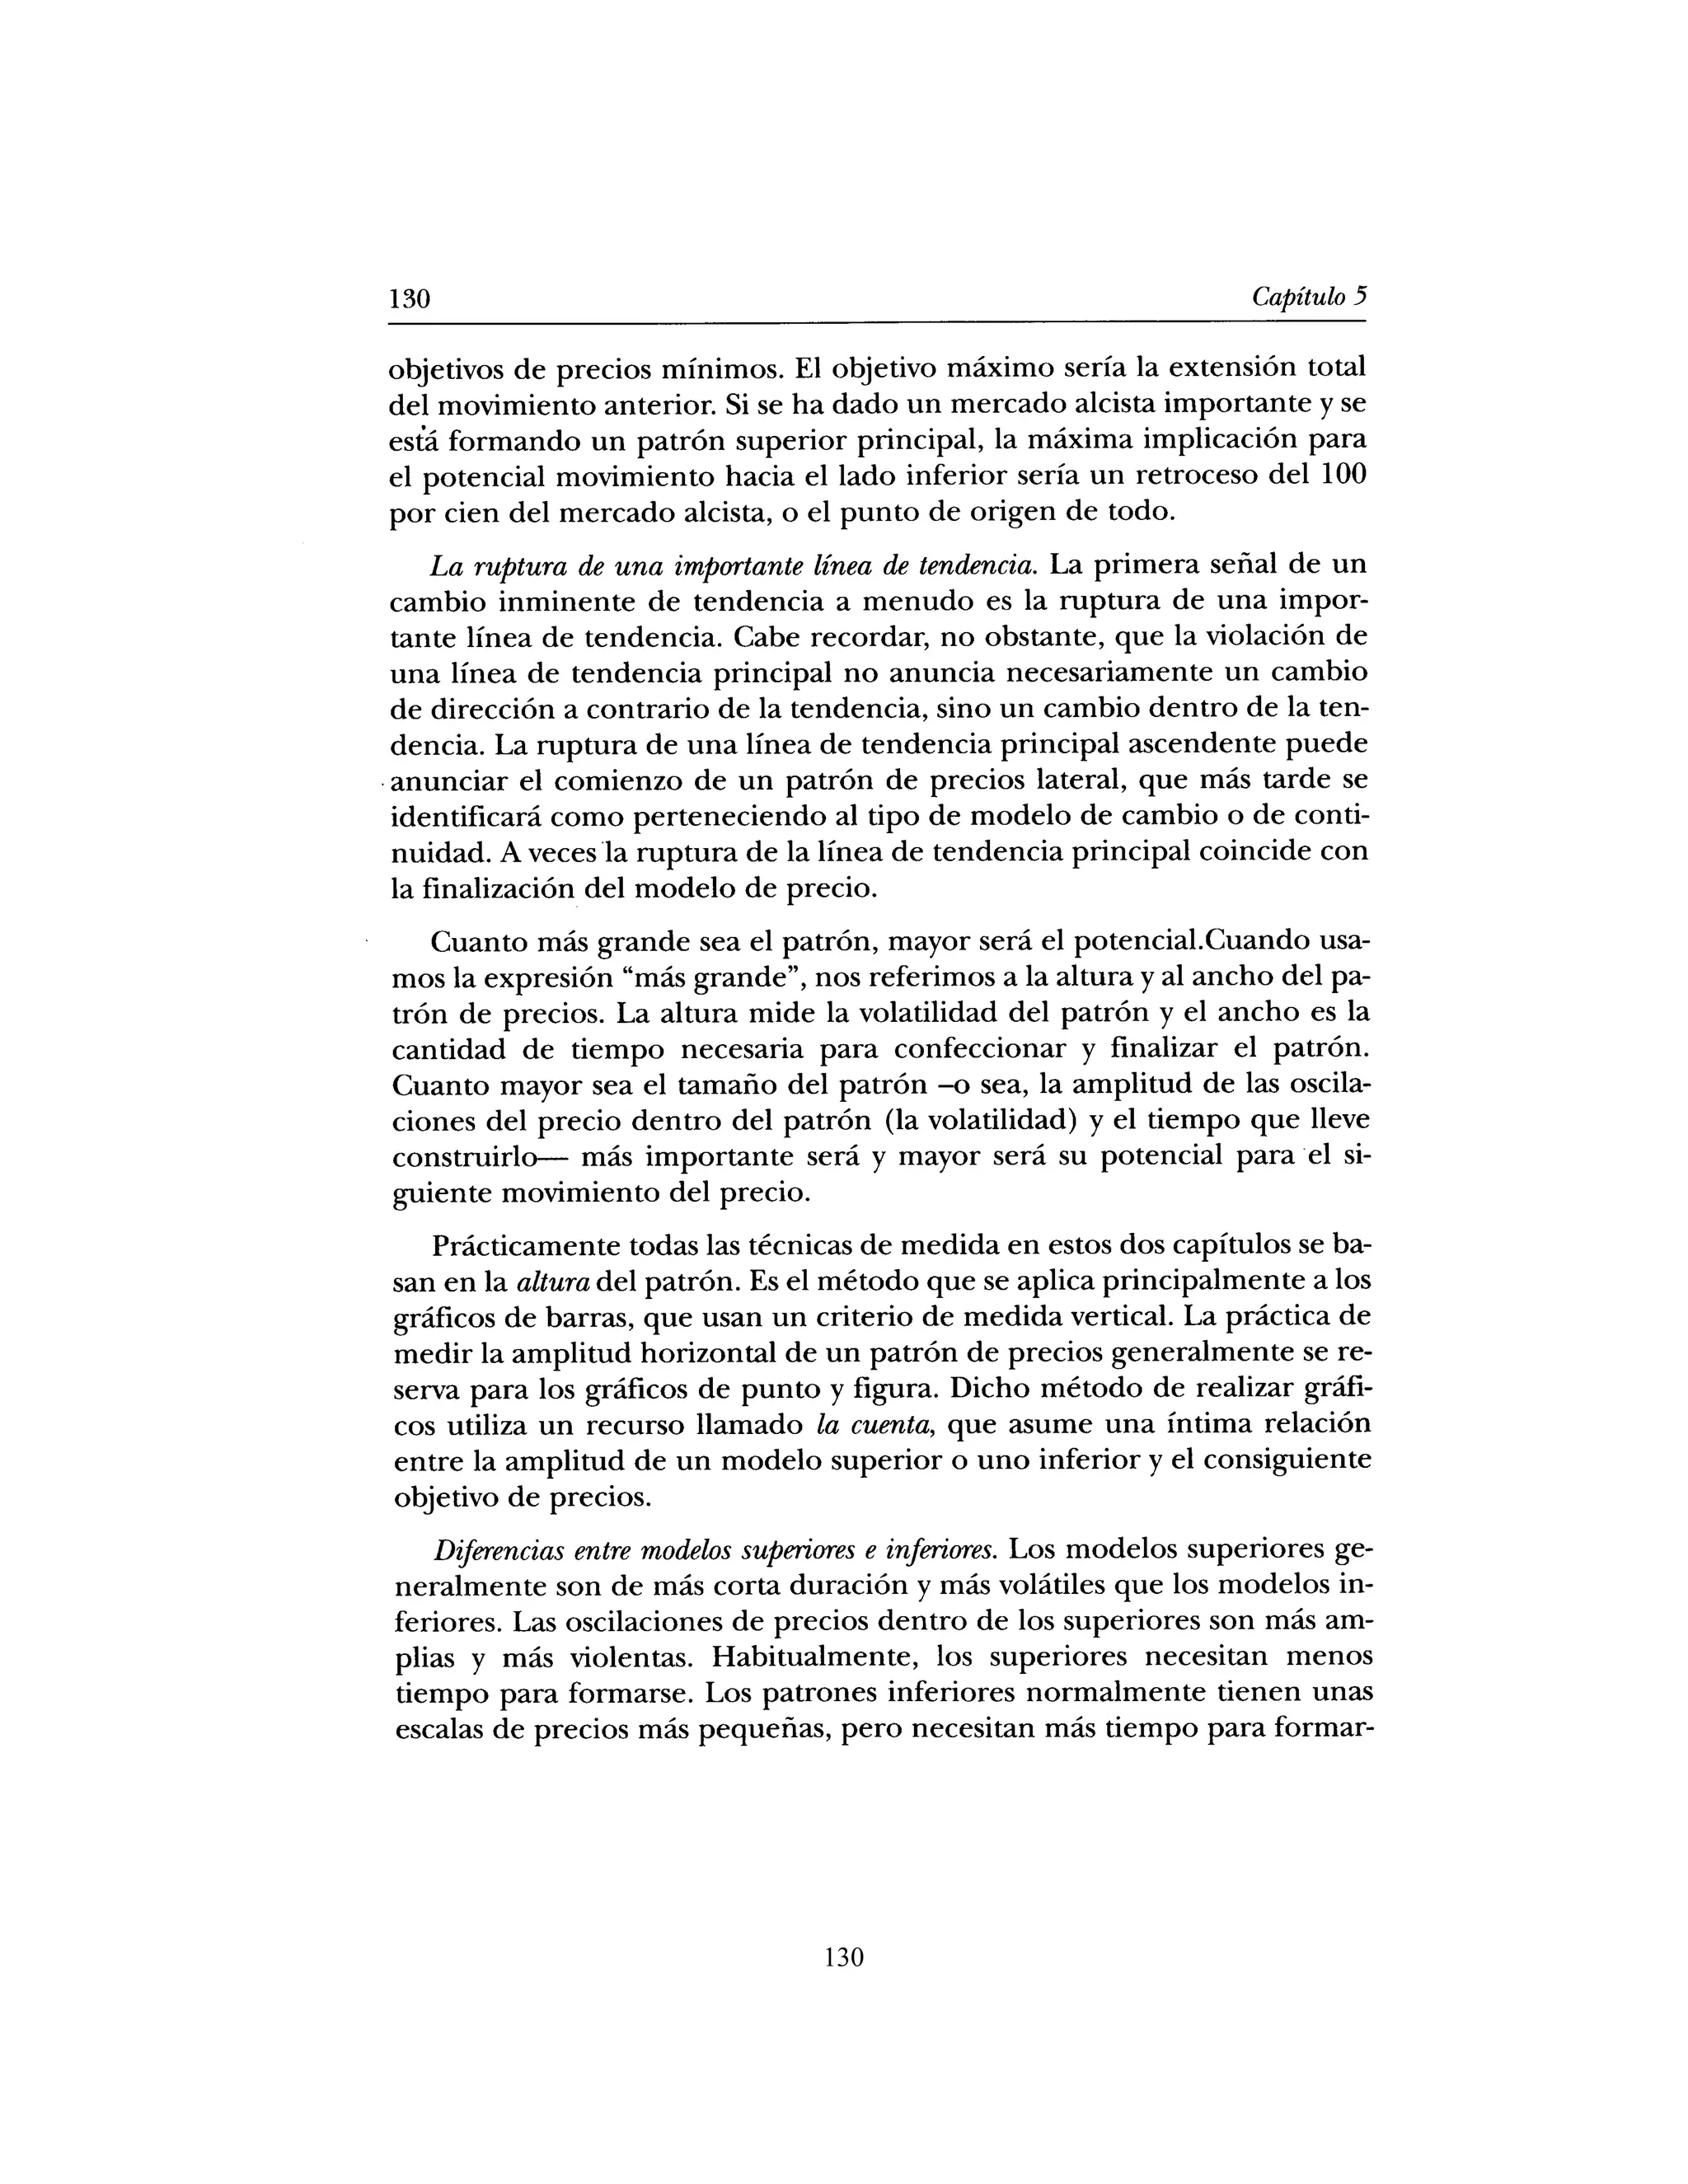 130 Capítulo 5
objetivos de precios mínimos. El objetivo máximo sería la extensión total
del movimiento anterior. Si se ha dado un mercado alcista importante y se
está formando un patrón superior principal, la máxima implicación para
el potencial movimiento hacia el lado inferior sería un retroceso del 100
por cien del mercado alcista, o el punto de origen de todo.
La ruptura de una importante línea de tendencia. La primera señal de un
cambio inminente de tendencia a menudo es la ruptura de una impor-
tante línea de tendencia. Cabe recordar, no obstante, que la violación de
una línea de tendencia principal no anuncia necesariamente un cambio
de dirección a contrario de la tendencia, sino un cambio dentro de la ten-
dencia. La ruptura de una línea de tendencia principal ascendente puede
anunciar el comienzo de un patrón de precios lateral, que más tarde se
identificará como perteneciendo al tipo de modelo de cambio o de conti-
nuidad. A veces la ruptura de la línea de tendencia principal coincide con
la finalización del modelo de precio.
Cuanto más grande sea el patrón, mayor será el potencial.Cuando usa-
mos la expresión “más grande”, nos referimos a la altura y al ancho del pa-
trón de precios. La altura mide la volatilidad del patrón y el ancho es la
cantidad de tiempo necesaria para confeccionar y finalizar el patrón.
Cuanto mayor sea el tamaño del patrón –o sea, la amplitud de las oscila-
ciones del precio dentro del patrón (la volatilidad) y el tiempo que lleve
construirlo— más importante será y mayor será su potencial para el si-
guiente movimiento del precio.
Prácticamente todas las técnicas de medida en estos dos capítulos se ba-
san en la altura del patrón. Es el método que se aplica principalmente a los
gráficos de barras, que usan un criterio de medida vertical. La práctica de
medir la amplitud horizontal de un patrón de precios generalmente se re-
serva para los gráficos de punto y figura. Dicho método de realizar gráfi-
cos utiliza un recurso llamado la cuenta, que asume una íntima relación
entre la amplitud de un modelo superior o uno inferior y el consiguiente
objetivo de precios.
Diferencias entre modelos superiores e inferiores. Los modelos superiores ge-
neralmente son de más corta duración y más volátiles que los modelos in-
feriores. Las oscilaciones de precios dentro de los superiores son más am-
plias y más violentas. Habitualmente, los superiores necesitan menos
tiempo para formarse. Los patrones inferiores normalmente tienen unas
escalas de precios más pequeñas, pero necesitan más tiempo para formar-
130